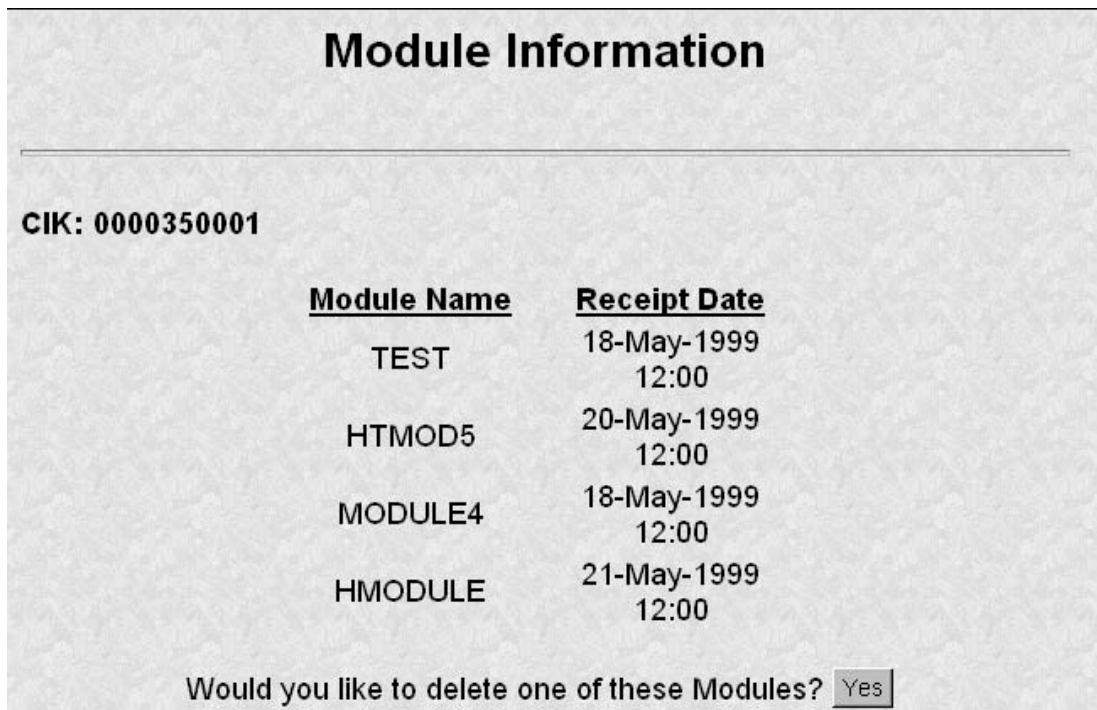 Module Information
CIK: 0000350001
Module Name Receipt Date
TEST 18-May-1999
12:00
HTMOD5 20-May-1999
12:00
MODULE4 18-May-1999
12:00
HMODULE 21-May-1999
12:00
Would you like to delete one of these Modules? Yes